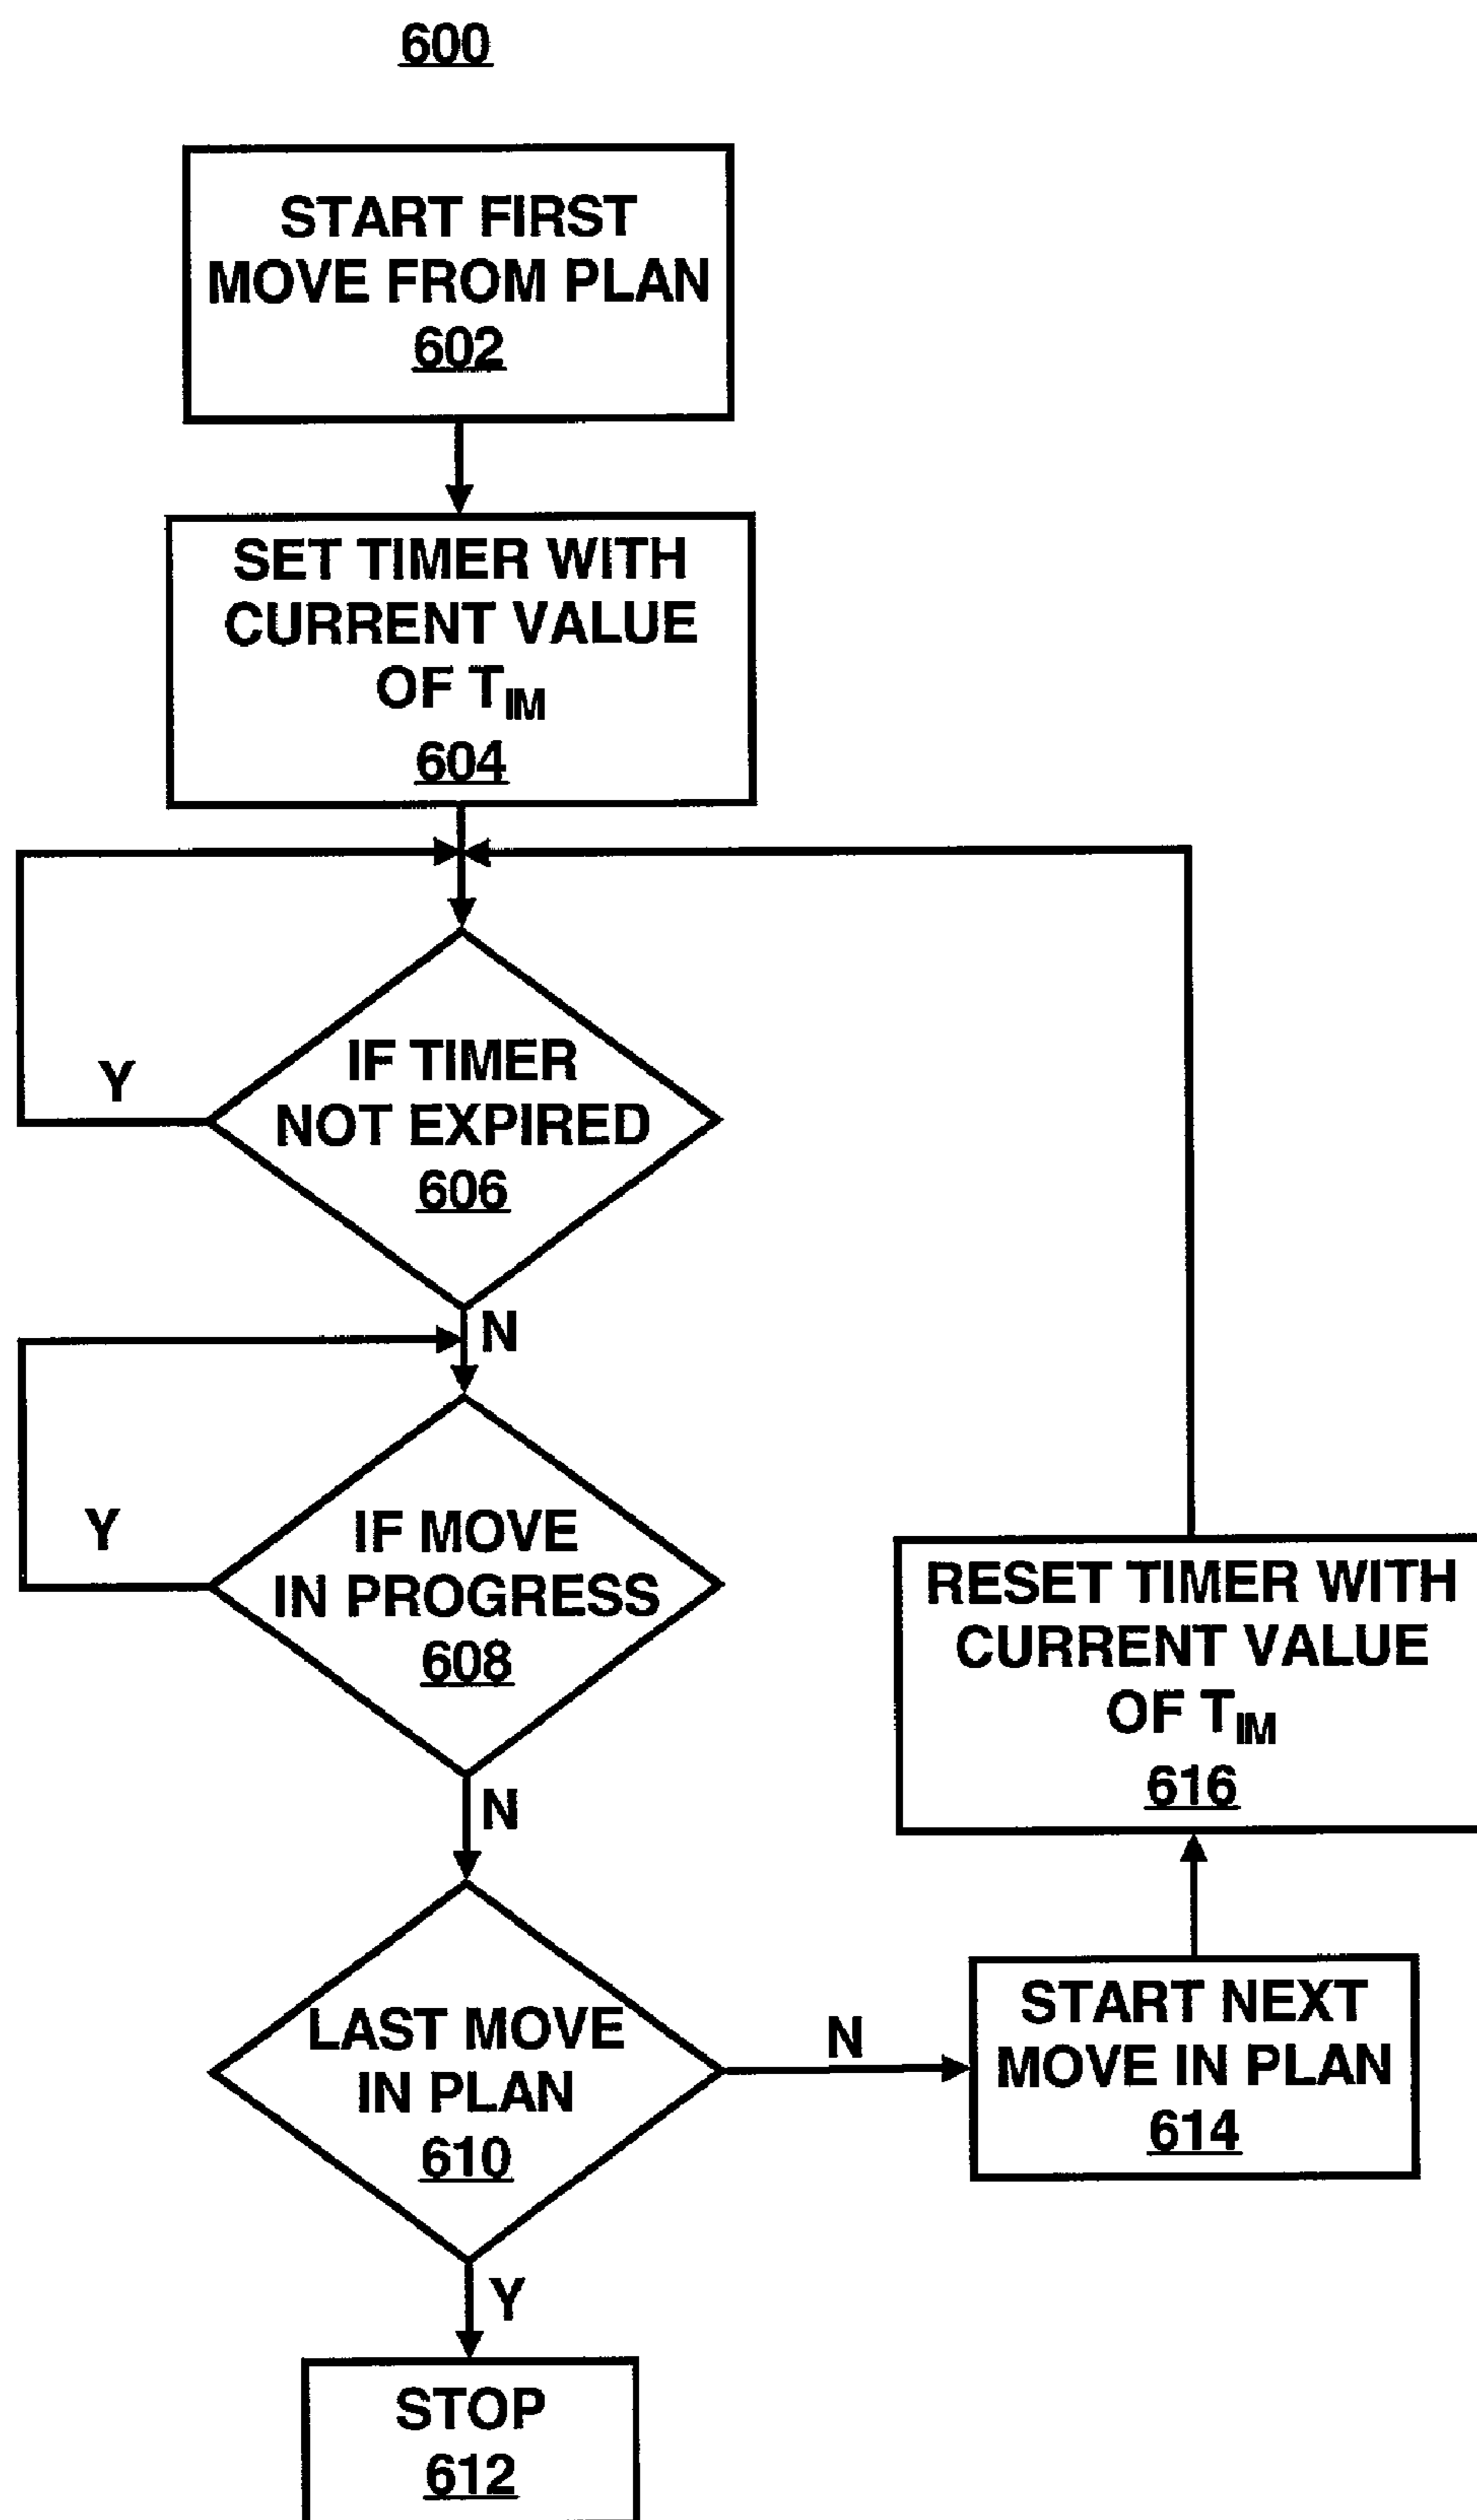 600
START FIRST
MOVE FROM PLAN
602
SET TIMER WITH
CURRENT VALUE
OF TIM
604
IF TIMER
NOT EXPIRED
606
Y
N
IF MOVE
IN PROGRESS
608
Y
N
LAST MOVE
IN PLAN
610
N
Y
START NEXT
MOVE IN PLAN
614
RESET TIMER WITH
CURRENT VALUE
OF TIM
616
STOP
612